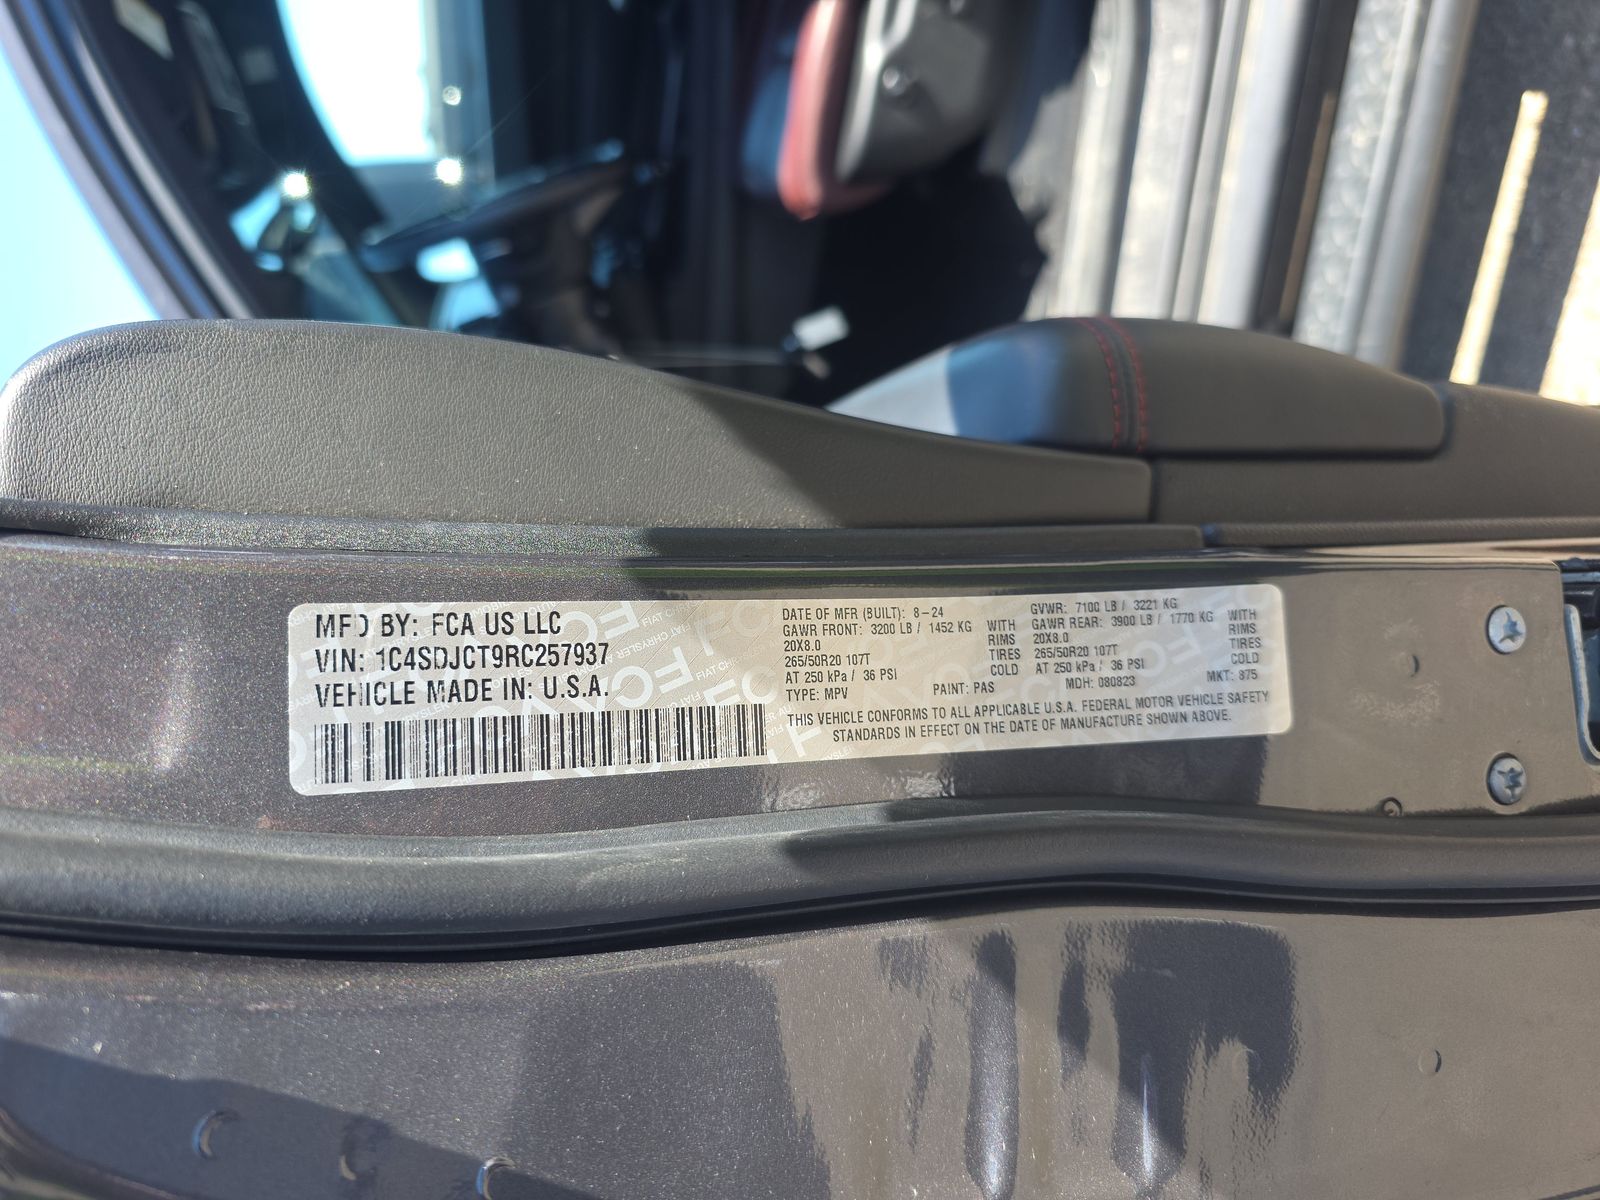 MFD BY: FCA US LLC
VIN: 1C4SDJCT9RC257937
VEHICLE MADE IN: U.S.A.
DATE OF MFR (BUILT): 8-24 GVWR: 7100 LB / 3221 KG
GAWR FRONT: 3200 LB / 1452 KG WITH GAWR REAR: 3900 LB / 1770 KG WITH
20X8.0 RIMS 20X8.0 RIMS
265/50R20 107T TIRES 265/50R20 107T TIRES
AT 250 kPa / 36 PSI COLD AT 250 kPa / 36 PSI COLD
TYPE: MPV PAINT: PAS MDH: 080823 MKT: 875
THIS VEHICLE CONFORMS TO ALL APPLICABLE U.S.A. FEDERAL MOTOR VEHICLE SAFETY
STANDARDS IN EFFECT ON THE DATE OF MANUFACTURE SHOWN ABOVE.